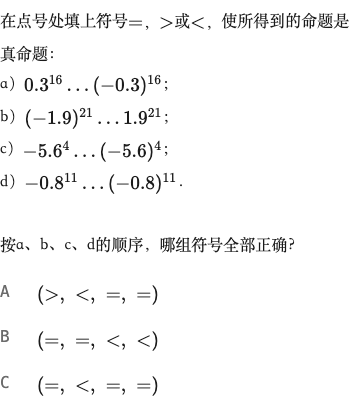 在点号处填上符号=，>或<，使所得到的命题是
真命题：
a) 0.3^{16} … (−0.3)^{16}；
b) (−1.9)^{21} … 1.9^{21}；
c) −5.6^{4} … (−5.6)^{4}；
d) −0.8^{11} … (−0.8)^{11}．
按a、b、c、d的顺序，哪组符号全部正确？
A (>, <, =, =)
B (=, =, <, <)
C (=, <, =, =)